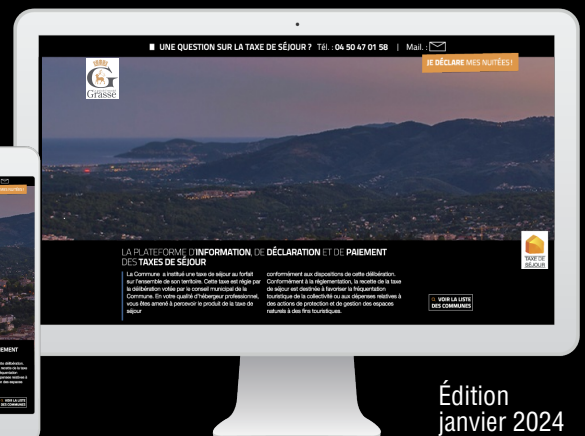 UNE QUESTION SUR LA TAXE DE SÉJOUR ? Tél. : 04 50 47 01 58 | Mail. :
JE DÉCLARE MES NUITÉES !
G
Grasse
LA PLATEFORME D'INFORMATION, DE DÉCLARATION ET DE PAIEMENT
DES TAXES DE SÉJOUR
La Commune a institué une taxe de séjour au forfait
sur l'ensemble de son territoire. Cette taxe est régie par
la délibération votée par le conseil municipal de la
Commune. En votre qualité d'hébergeur professionnel,
vous êtes amené à percevoir le produit de la taxe de
séjour
conformément aux dispositions de cette délibération.
Conformément à la réglementation, la recette de la taxe
de séjour est destinée à favoriser la fréquentation
touristique de la collectivité ou aux dépenses relatives à
des actions de protection et de gestion des espaces
naturels à des fins touristiques.
TAXE DE
SÉJOUR
VOIR LA LISTE
DES COMMUNES
Édition
janvier 2024